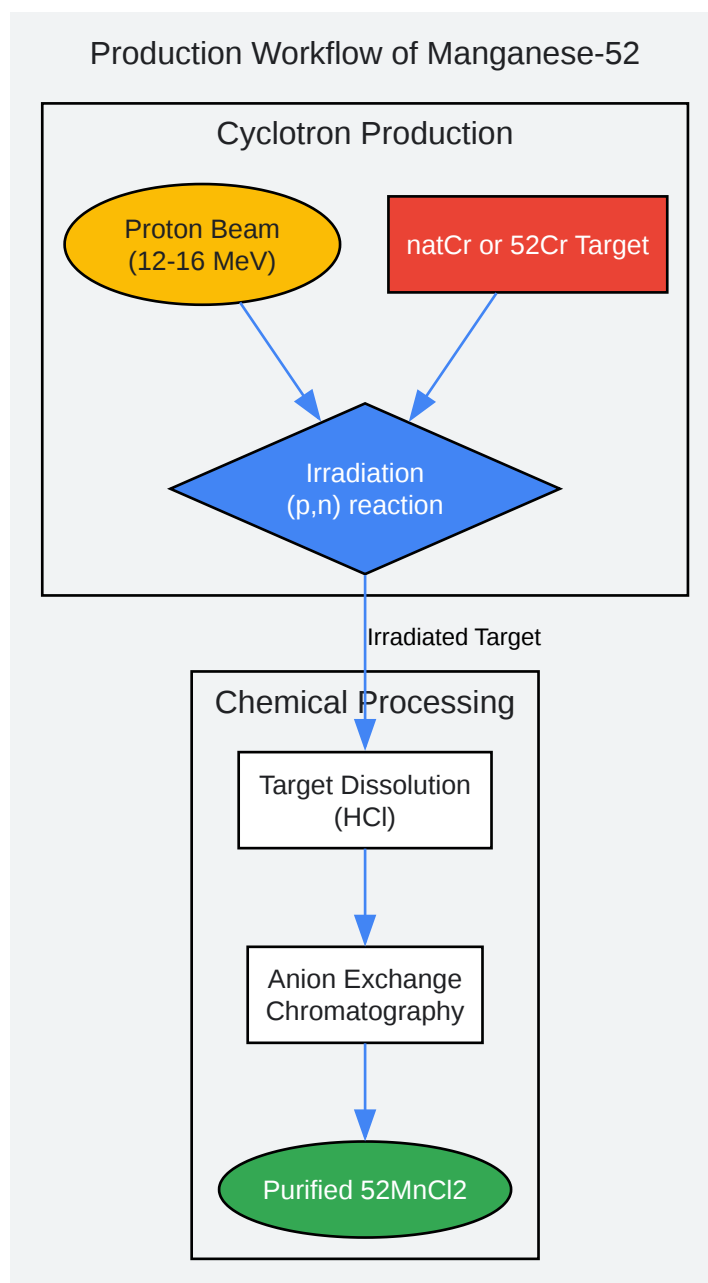 Production Workflow of Manganese-52
Cyclotron Production
Proton Beam
(12-16 MeV)
natCr or 52Cr Target
Irradiation
(p,n) reaction
Irradiated Target
Chemical Processing
Target Dissolution
(HCl)
Anion Exchange
Chromatography
Purified 52MnCl2